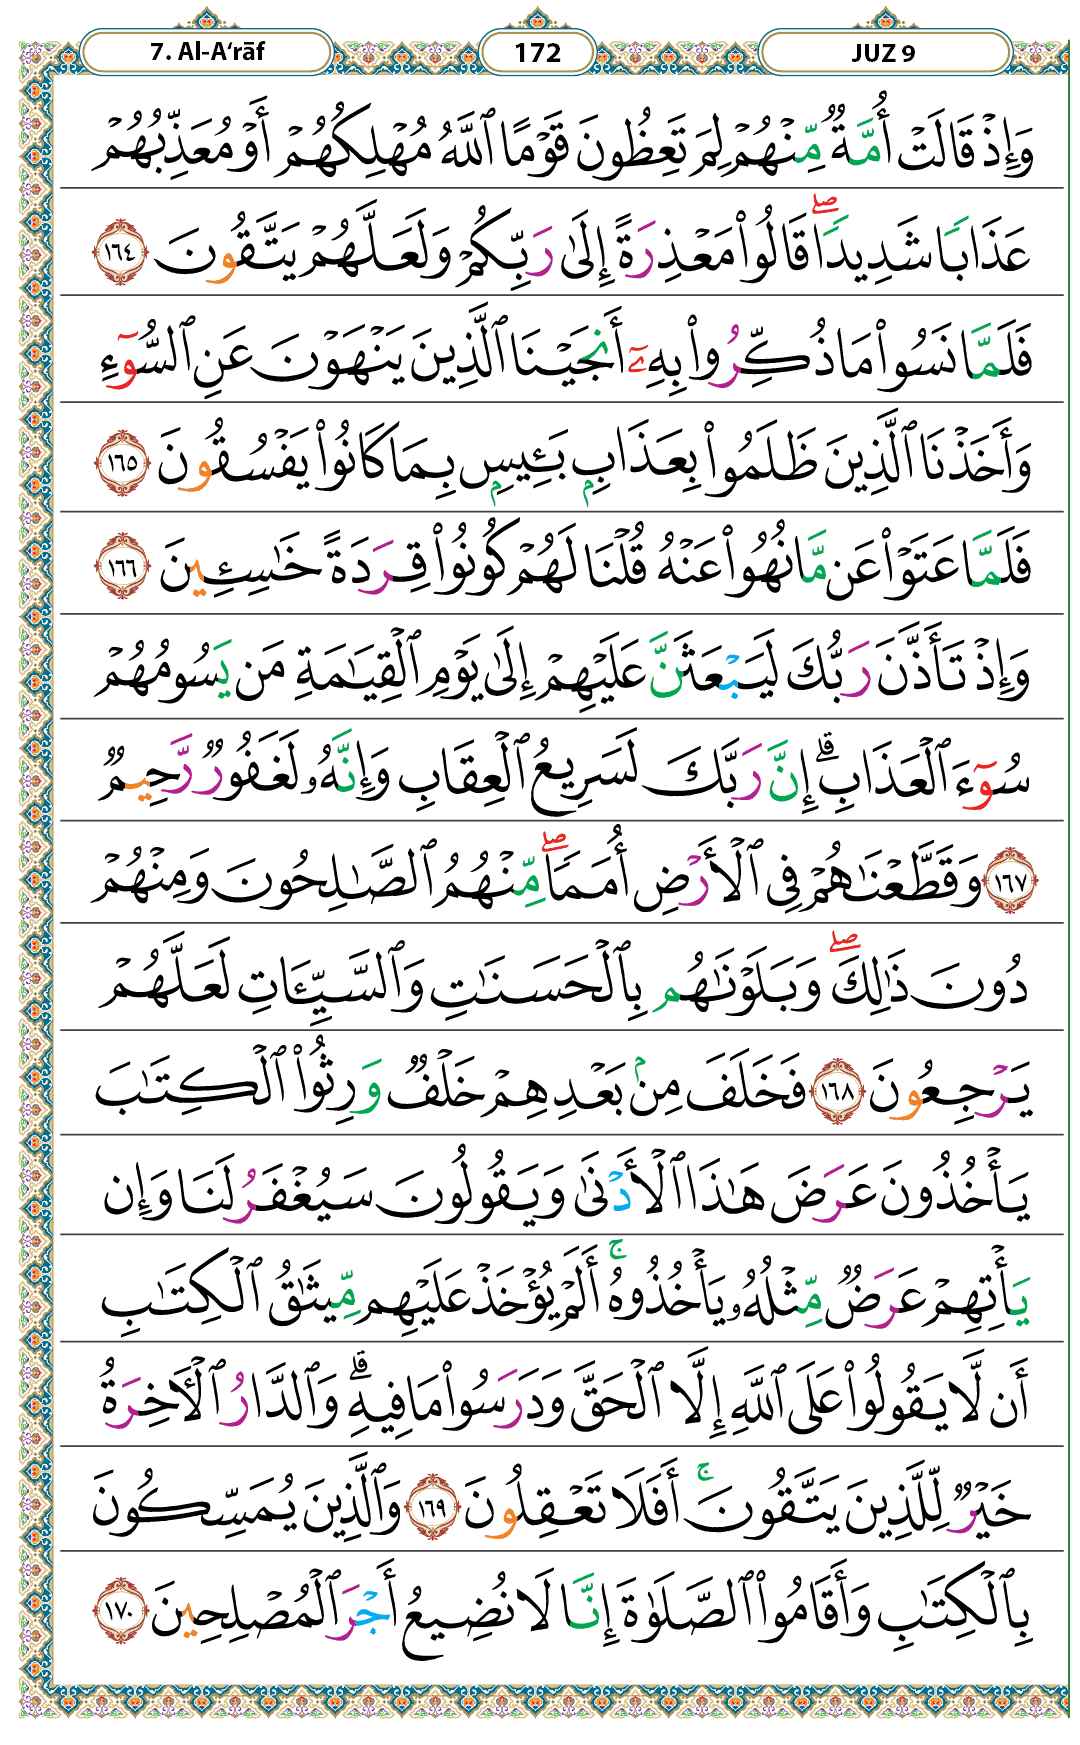 7. Al-A‘rāf
172
JUZ 9
وَإِذْ قَالَتْ أُمَّةٌ مِّنْهُمْ لِمَ تَعِظُونَ قَوْمًا ٱللَّهُ مُهْلِكُهُمْ أَوْ مُعَذِّبُهُمْ
عَذَابًا شَدِيدًا ۖ قَالُوا۟ مَعْذِرَةً إِلَىٰ رَبِّكُمْ وَلَعَلَّهُمْ يَتَّقُونَ ١٦٤
فَلَمَّا نَسُوا۟ مَا ذُكِّرُوا۟ بِهِۦٓ أَنجَيْنَا ٱلَّذِينَ يَنْهَوْنَ عَنِ ٱلسُّوٓءِ
وَأَخَذْنَا ٱلَّذِينَ ظَلَمُوا۟ بِعَذَابٍۭ بَـِٔيسٍۭ بِمَا كَانُوا۟ يَفْسُقُونَ ١٦٥
فَلَمَّا عَتَوْا۟ عَن مَّا نُهُوا۟ عَنْهُ قُلْنَا لَهُمْ كُونُوا۟ قِرَدَةً خَـٰسِـِٔينَ ١٦٦
وَإِذْ تَأَذَّنَ رَبُّكَ لَيَبْعَثَنَّ عَلَيْهِمْ إِلَىٰ يَوْمِ ٱلْقِيَـٰمَةِ مَن يَسُومُهُمْ
سُوٓءَ ٱلْعَذَابِ ۗ إِنَّ رَبَّكَ لَسَرِيعُ ٱلْعِقَابِ وَإِنَّهُۥ لَغَفُورٌ رَّحِيمٌ
١٦٧ وَقَطَّعْنَـٰهُمْ فِى ٱلْأَرْضِ أُمَمًا ۖ مِّنْهُمُ ٱلصَّـٰلِحُونَ وَمِنْهُمْ
دُونَ ذَٰلِكَ ۖ وَبَلَوْنَـٰهُم بِٱلْحَسَنَـٰتِ وَٱلسَّيِّـَٔاتِ لَعَلَّهُمْ
يَرْجِعُونَ ١٦٨ فَخَلَفَ مِنۢ بَعْدِهِمْ خَلْفٌ وَرِثُوا۟ ٱلْكِتَـٰبَ
يَأْخُذُونَ عَرَضَ هَـٰذَا ٱلْأَدْنَىٰ وَيَقُولُونَ سَيُغْفَرُ لَنَا وَإِن
يَأْتِهِمْ عَرَضٌ مِّثْلُهُۥ يَأْخُذُوهُ ۚ أَلَمْ يُؤْخَذْ عَلَيْهِم مِّيثَـٰقُ ٱلْكِتَـٰبِ
أَن لَّا يَقُولُوا۟ عَلَى ٱللَّهِ إِلَّا ٱلْحَقَّ وَدَرَسُوا۟ مَا فِيهِ ۗ وَٱلدَّارُ ٱلْـَٔاخِرَةُ
خَيْرٌ لِّلَّذِينَ يَتَّقُونَ ۚ أَفَلَا تَعْقِلُونَ ١٦٩ وَٱلَّذِينَ يُمَسِّكُونَ
بِٱلْكِتَـٰبِ وَأَقَامُوا۟ ٱلصَّلَوٰةَ إِنَّا لَا نُضِيعُ أَجْرَ ٱلْمُصْلِحِينَ ١٧٠